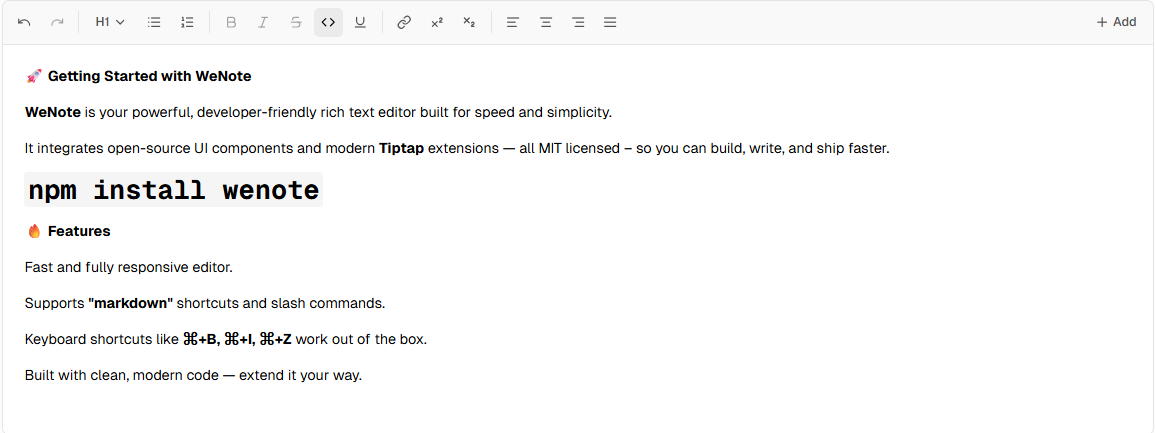 H1 B I S <> U x² x₂ + Add
🚀 Getting Started with WeNote
WeNote is your powerful, developer-friendly rich text editor built for speed and simplicity.
It integrates open-source UI components and modern Tiptap extensions — all MIT licensed – so you can build, write, and ship faster.
npm install wenote
🔥 Features
Fast and fully responsive editor.
Supports "markdown" shortcuts and slash commands.
Keyboard shortcuts like ⌘+B, ⌘+I, ⌘+Z work out of the box.
Built with clean, modern code — extend it your way.